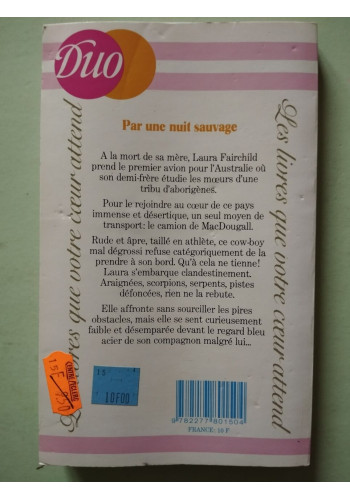 Duo
Par une nuit sauvage
A la mort de sa mère, Laura Fairchild
prend le premier avion pour l'Australie où
son demi-frère étudie les mœurs d'une
tribu d'aborigènes.
Pour le rejoindre au cœur de ce pays
immense et désertique, un seul moyen de
transport: le camion de MacDougall.
Rude et âpre, taillé en athlète, ce cow-boy
mal dégrossi refuse catégoriquement de la
prendre à son bord. Qu'à cela ne tienne!
Laura s'embarque clandestinement.
Araignées, scorpions, serpents, pistes
défoncées, rien ne la rebute.
Elle affronte sans sourciller les pires
obstacles, mais elle se sent curieusement
faible et désemparée devant le regard bleu
acier de son compagnon malgré lui...
Les livres que votre cœur attend
Les livres que votre cœur attend
15F
10F00
9782277801504
FRANCE: 10 F